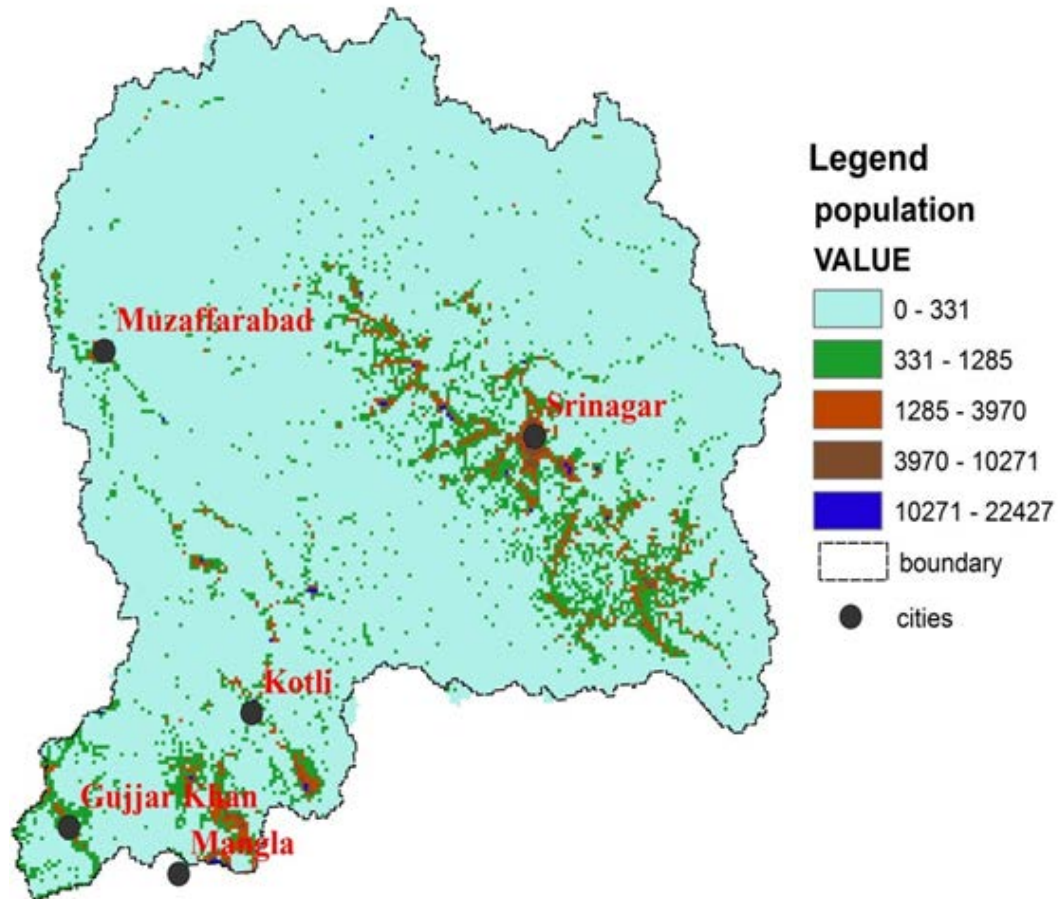 Muzaffarabad
Srinagar
Kotli
Gujjar Khan
Mangla
Legend
population
VALUE
0 - 331
331 - 1285
1285 - 3970
3970 - 10271
10271 - 22427
boundary
cities